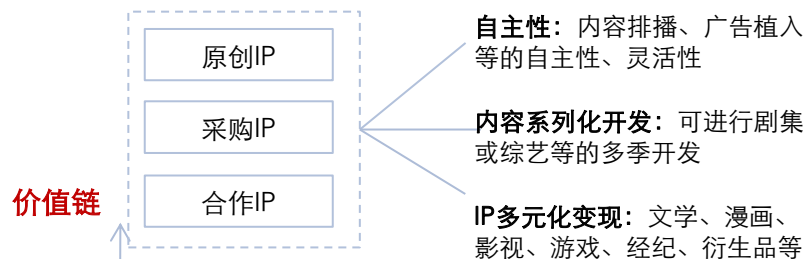 原创IP
采购IP
合作IP
价值链
自主性：内容排播、广告植入
等的自主性、灵活性
内容系列化开发：可进行剧集
或综艺等的多季开发
IP多元化变现：文学、漫画、
影视、游戏、经纪、衍生品等